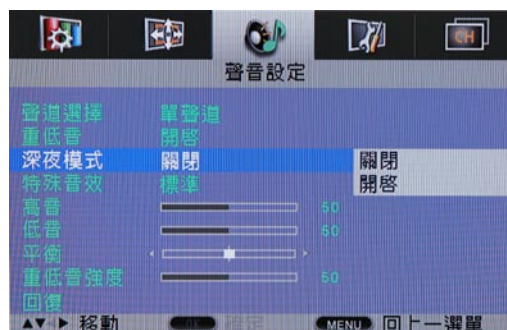 CH
聲音設定
聲道選擇 單聲道
重低音 開啓
深夜模式 關閉 關閉
特殊音效 標準 開啓
高音 50
低音 50
平衡
重低音強度 50
回復
▲▼▶ 移動 OK 確定 MENU 回上一選單